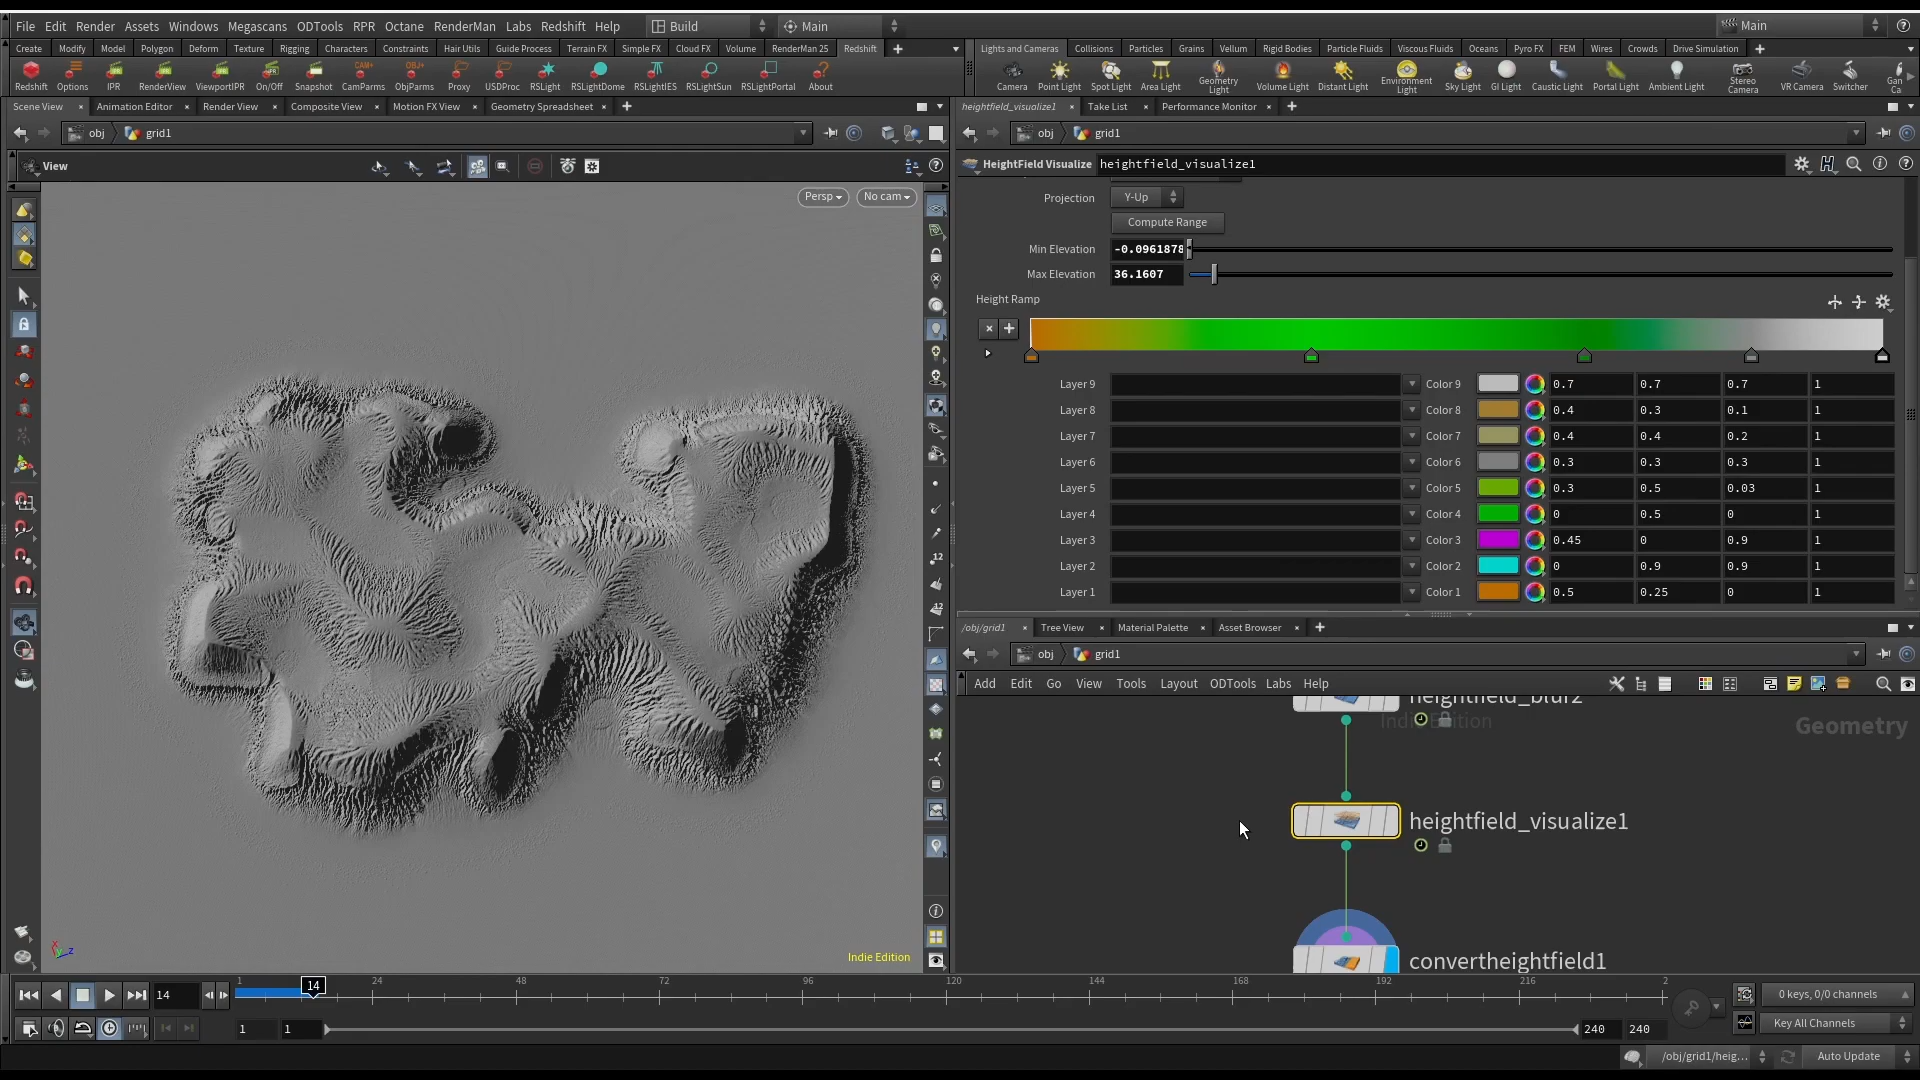 File Edit Render Assets Windows Megascans ODTools RPR Octane RenderMan Labs Redshift Help Build Main Main
Create Modify Model Polygon Deform Texture Rigging Characters Constraints Hair Utils Guide Process Terrain FX Simple FX Cloud FX Volume RenderMan 25 Redshift
Lights and Cameras Collisions Particles Grains Vellum Rigid Bodies Particle Fluids Viscous Fluids Oceans Pyro FX FEM Wires Crowds Drive Simulation
Redshift Options IPR RenderView ViewportIPR On/Off Snapshot CamParms ObjParms Proxy USDProc RSLight RSLightDome RSLightIES RSLightSun RSLightPortal About
Camera Point Light Spot Light Area Light Geometry Light Volume Light Distant Light Environment Light Sky Light GI Light Caustic Light Portal Light Ambient Light Stereo Camera VR Camera Switcher Gan Ca
Scene View Animation Editor Render View Composite View Motion FX View Geometry Spreadsheet
heightfield_visualize1 Take List Performance Monitor
obj grid1
obj grid1
View
HeightField Visualize heightfield_visualize1
Persp No cam
Projection Y-Up
Compute Range
Min Elevation -0.0961878
Max Elevation 36.1607
Height Ramp
Layer 9 Color 9 0.7 0.7 0.7 1
Layer 8 Color 8 0.4 0.3 0.1 1
Layer 7 Color 7 0.4 0.4 0.2 1
Layer 6 Color 6 0.3 0.3 0.3 1
Layer 5 Color 5 0.3 0.5 0.03 1
Layer 4 Color 4 0 0.5 0 1
Layer 3 Color 3 0.45 0 0.9 1
Layer 2 Color 2 0 0.9 0.9 1
Layer 1 Color 1 0.5 0.25 0 1
/obj/grid1 Tree View Material Palette Asset Browser
obj grid1
Add Edit Go View Tools Layout ODTools Labs Help
heightfield_blur2
Indie Edition
Geometry
heightfield_visualize1
convertheightfield1
Indie Edition
14
1 14 24 48 72 96 120 144 168 192 216 2
0 keys, 0/0 channels
1 1 240 240
Key All Channels
/obj/grid1/heig... Auto Update